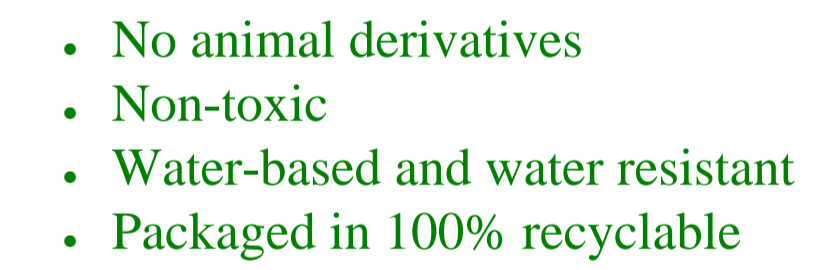 • No animal derivatives
• Non-toxic
• Water-based and water resistant
• Packaged in 100% recyclable